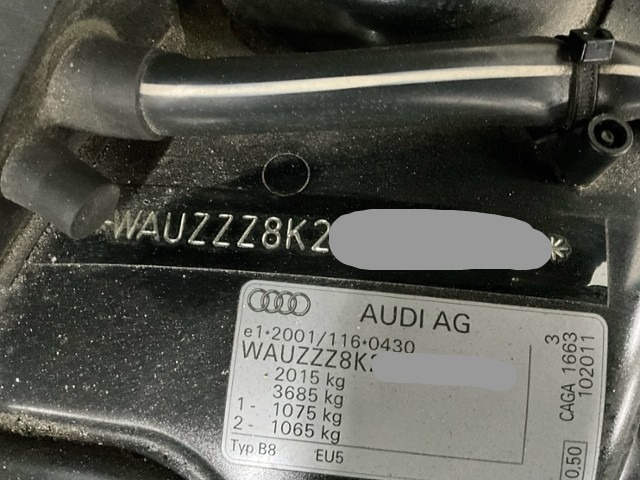 WAUZZZ8K2
*
AUDI AG
e1*2001/116*0430
WAUZZZ8K
- 2015 kg
3685 kg
1 - 1075 kg
2 - 1065 kg
Typ B8 EU5
3
CAGA 1663
102011
0.50